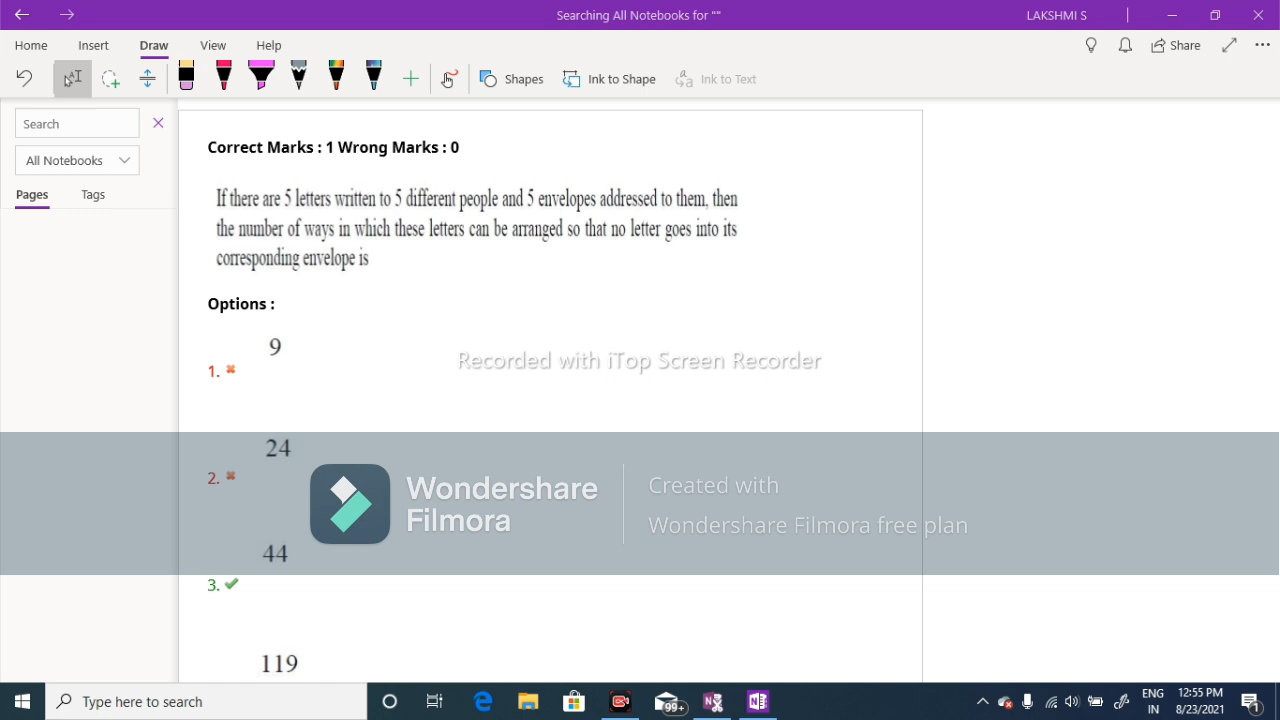 Searching All Notebooks for ""
LAKSHMI S
Home Insert Draw View Help
Share
Shapes Ink to Shape Ink to Text
Search
All Notebooks
Pages Tags
Correct Marks : 1 Wrong Marks : 0
If there are 5 letters written to 5 different people and 5 envelopes addressed to them, then
the number of ways in which these letters can be arranged so that no letter goes into its
corresponding envelope is
Options :
9
1.
Recorded with iTop Screen Recorder
24
2.
Wondershare
Filmora
Created with
Wondershare Filmora free plan
44
3.
119
Type here to search
99+
ENG
IN
12:55 PM
8/23/2021
1